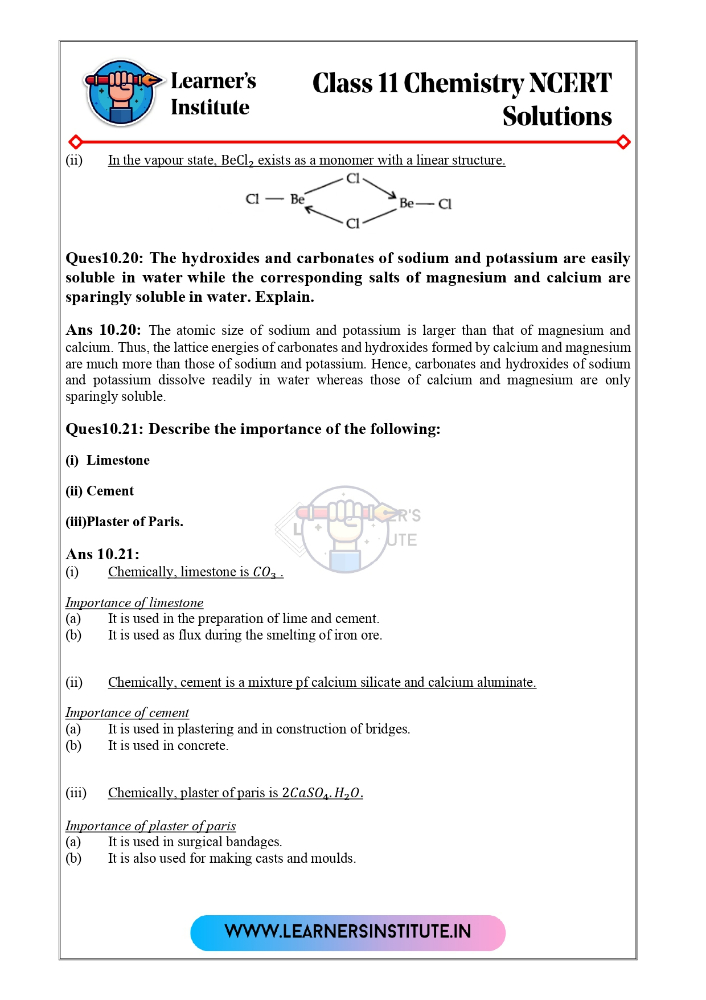 Learner's
Institute
Class 11 Chemistry NCERT
Solutions
(ii) In the vapour state, BeCl₂ exists as a monomer with a linear structure.
Cl
Cl — Be
Be — Cl
Cl
Ques10.20: The hydroxides and carbonates of sodium and potassium are easily
soluble in water while the corresponding salts of magnesium and calcium are
sparingly soluble in water. Explain.
Ans 10.20: The atomic size of sodium and potassium is larger than that of magnesium and
calcium. Thus, the lattice energies of carbonates and hydroxides formed by calcium and magnesium
are much more than those of sodium and potassium. Hence, carbonates and hydroxides of sodium
and potassium dissolve readily in water whereas those of calcium and magnesium are only
sparingly soluble.
Ques10.21: Describe the importance of the following:
(i) Limestone
(ii) Cement
(iii)Plaster of Paris.
Ans 10.21:
(i) Chemically, limestone is CO₃ .
Importance of limestone
(a) It is used in the preparation of lime and cement.
(b) It is used as flux during the smelting of iron ore.
(ii) Chemically, cement is a mixture pf calcium silicate and calcium aluminate.
Importance of cement
(a) It is used in plastering and in construction of bridges.
(b) It is used in concrete.
(iii) Chemically, plaster of paris is 2CaSO₄.H₂O.
Importance of plaster of paris
(a) It is used in surgical bandages.
(b) It is also used for making casts and moulds.
WWW.LEARNERSINSTITUTE.IN